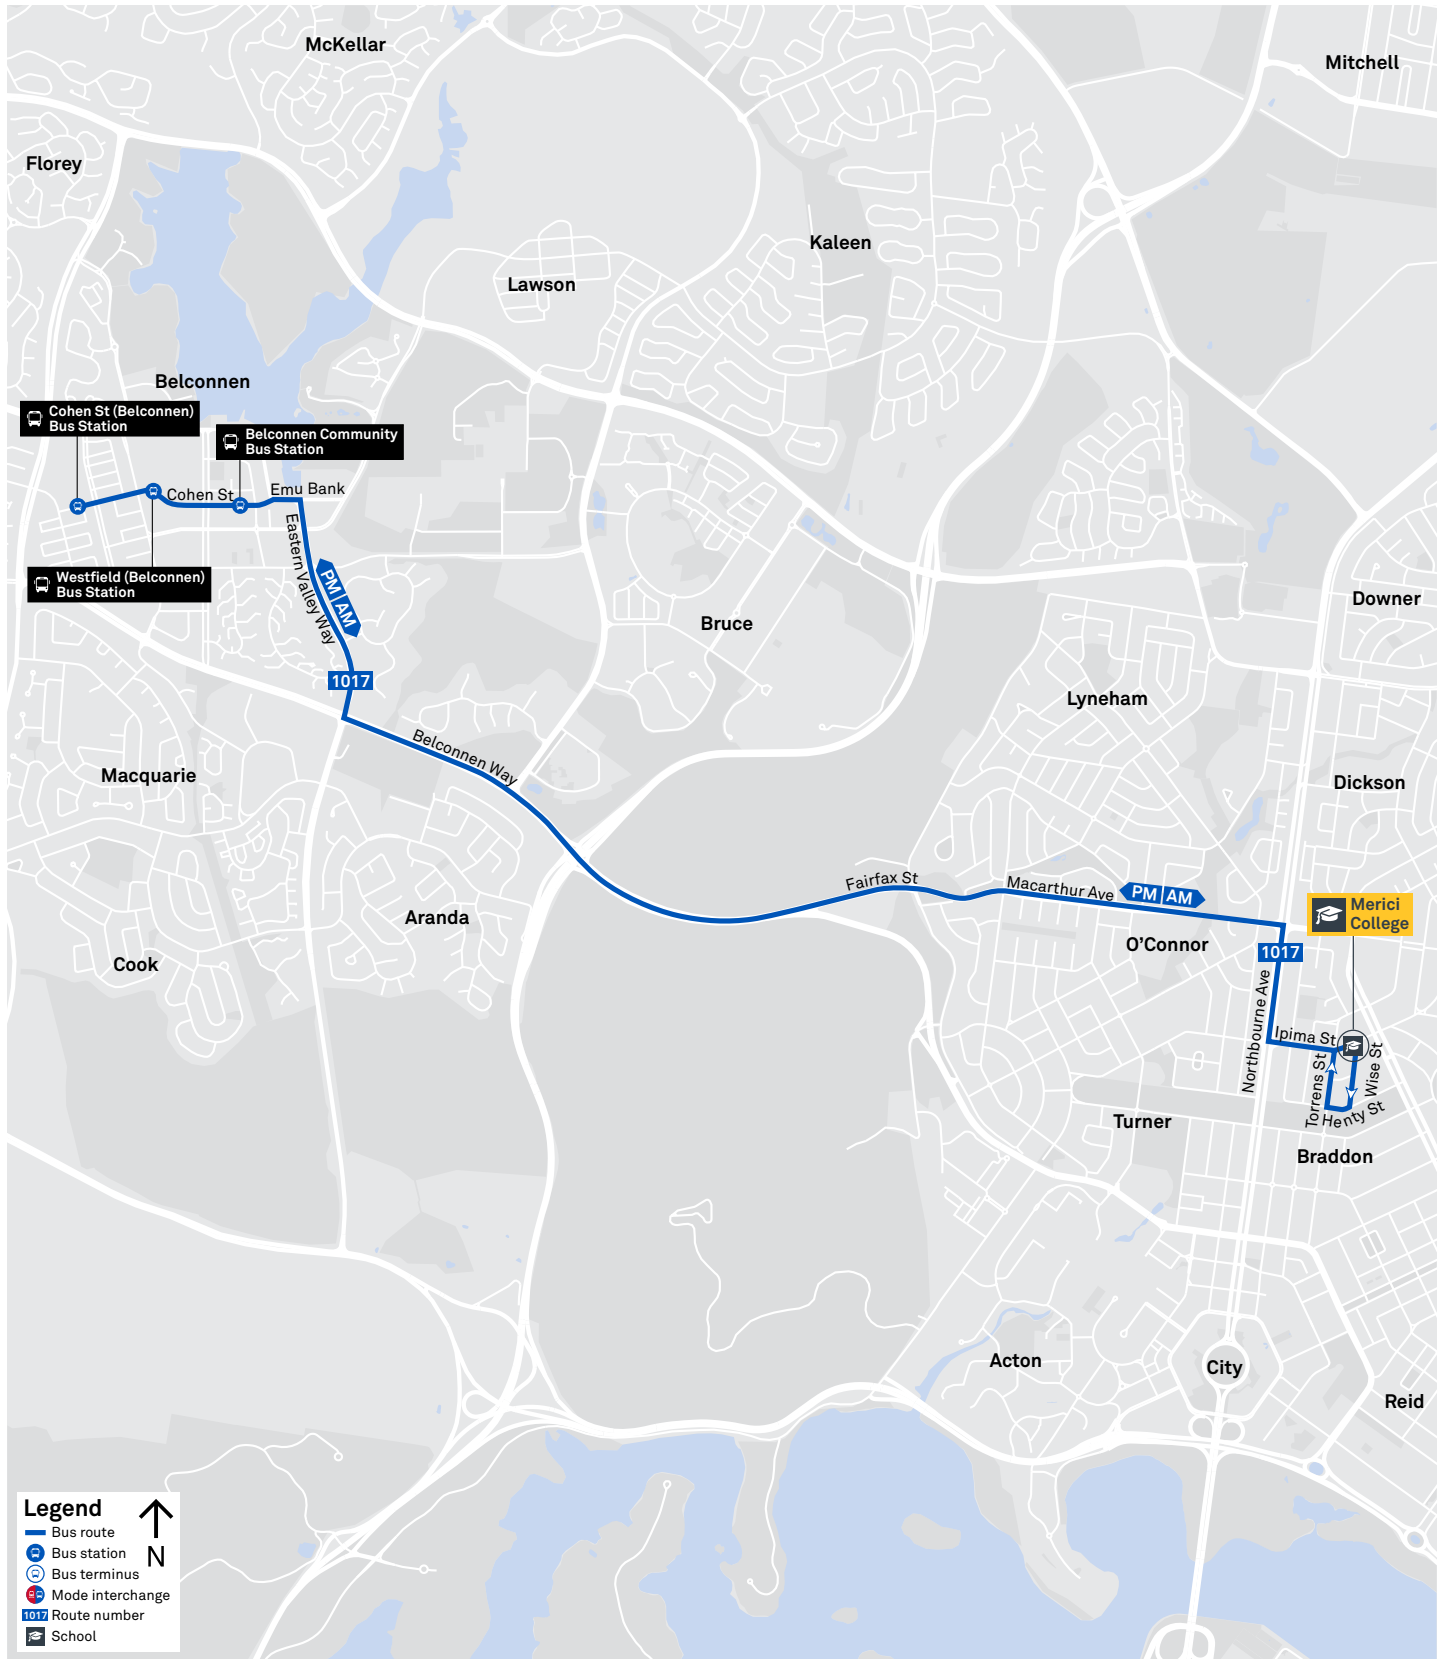 McKellar
Mitchell
Florey
Kaleen
Lawson
Belconnen
Cohen St (Belconnen)
Bus Station
Belconnen Community
Bus Station
Cohen St
Emu Bank
Eastern Valley Way
Westfield (Belconnen)
Bus Station
PM AM
1017
Bruce
Downer
Lyneham
Belconnen Way
Macquarie
Dickson
Fairfax St
Macarthur Ave
PM AM
Merici
College
Aranda
O'Connor
1017
Cook
Northbourne Ave
Ipima St
Torrens St
Wise St
Henty St
Turner
Braddon
Acton
City
Reid
Legend
Bus route
Bus station
N
Bus terminus
Mode interchange
1017 Route number
School